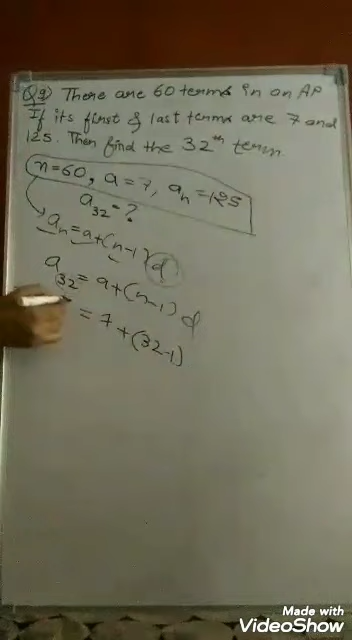 Q9 There are 60 terms in an AP
If its first & last terms are 7 and
125. Then find the 32th term.
n=60, a=7, an=125
a32=?
an=a+(n-1)d
a32=a+(n-1)d
=7+(32-1)
Made with
VideoShow